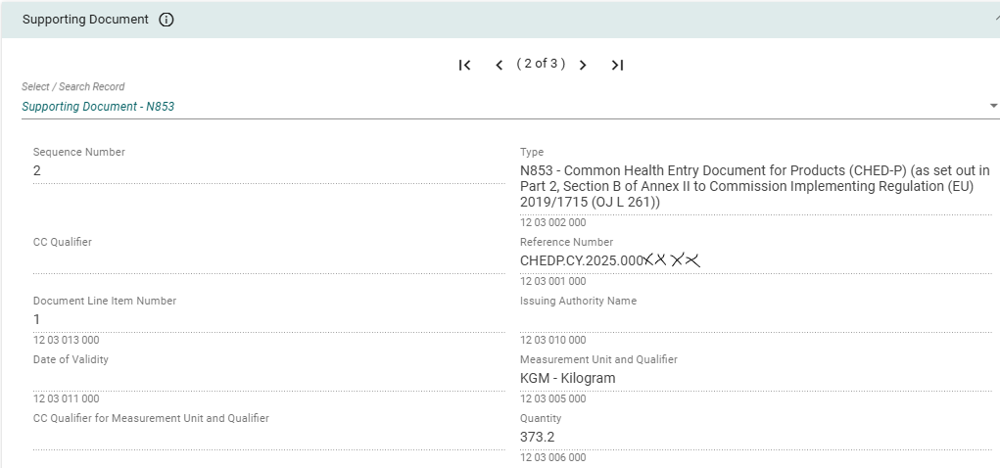 Supporting Document
( 2 of 3 )
Select / Search Record
Supporting Document - N853
Sequence Number
2
Type
N853 - Common Health Entry Document for Products (CHED-P) (as set out in
Part 2, Section B of Annex II to Commission Implementing Regulation (EU)
2019/1715 (OJ L 261))
12 03 002 000
CC Qualifier
Reference Number
CHEDP.CY.2025.000XXXX
12 03 001 000
Document Line Item Number
1
12 03 013 000
Issuing Authority Name
12 03 010 000
Date of Validity
12 03 011 000
Measurement Unit and Qualifier
KGM - Kilogram
12 03 005 000
CC Qualifier for Measurement Unit and Qualifier
Quantity
373.2
12 03 006 000